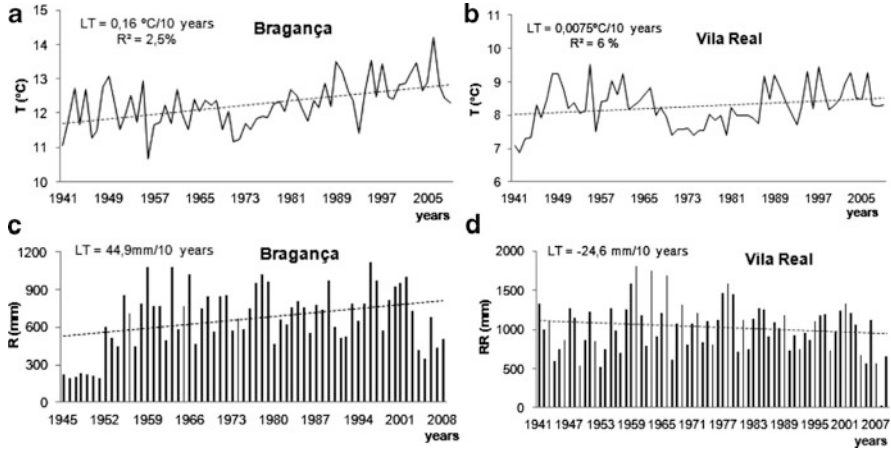 a
LT = 0,16 ºC/10 years
R² = 2,5%
Bragança
T (ºC)
15
14
13
12
11
10
1941 1949 1957 1965 1973 1981 1989 1997 2005
years
b
LT = 0,0075ºC/10 years
R² = 6 %
Vila Real
T (ºC)
12
11
10
9
8
7
6
1941 1949 1957 1965 1973 1981 1989 1997 2005
years
c
LT = 44,9mm/10 years
Bragança
R (mm)
1200
900
600
300
0
1945 1952 1959 1966 1973 1980 1987 1994 2001 2008
years
d
LT = -24,6 mm/10 years
Vila Real
RR (mm)
2000
1500
1000
500
0
1941 1947 1953 1959 1965 1971 1977 1983 1989 1995 2001 2007
years